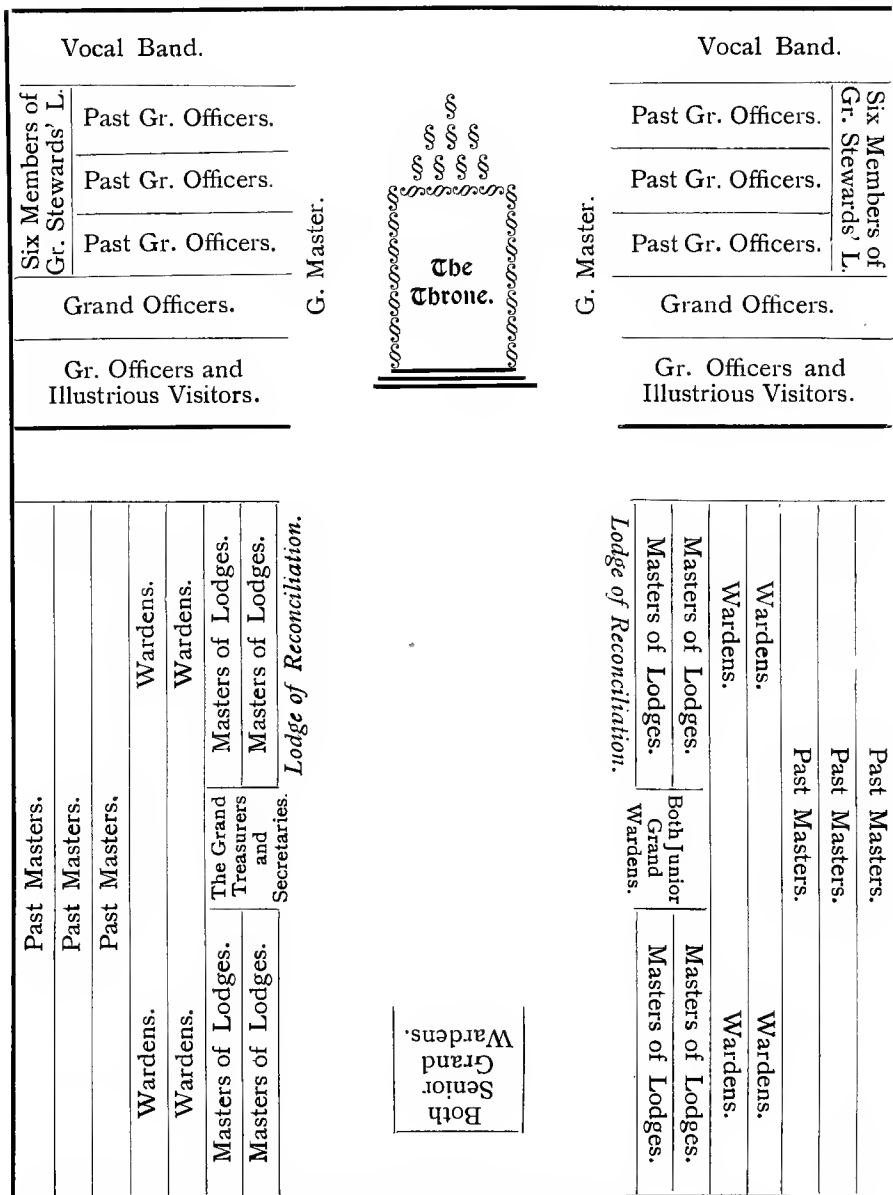 Vocal Band.
Six Members of
Gr. Stewards' L.
Past Gr. Officers.
Past Gr. Officers.
Past Gr. Officers.
Grand Officers.
Gr. Officers and
Illustrious Visitors.
G. Master.
The
Throne.
G. Master.
Vocal Band.
Past Gr. Officers.
Past Gr. Officers.
Past Gr. Officers.
Six Members of
Gr. Stewards' L.
Grand Officers.
Gr. Officers and
Illustrious Visitors.
Past Masters.
Past Masters.
Past Masters.
Wardens.
Wardens.
Wardens.
Wardens.
Masters of Lodges.
Masters of Lodges.
Lodge of Reconciliation.
The Grand
Treasurers
and
Secretaries.
Masters of Lodges.
Masters of Lodges.
Both
Senior
Grand
Wardens.
Lodge of Reconciliation.
Masters of Lodges.
Masters of Lodges.
Both Junior
Grand
Wardens.
Masters of Lodges.
Masters of Lodges.
Wardens.
Wardens.
Wardens.
Wardens.
Past Masters.
Past Masters.
Past Masters.